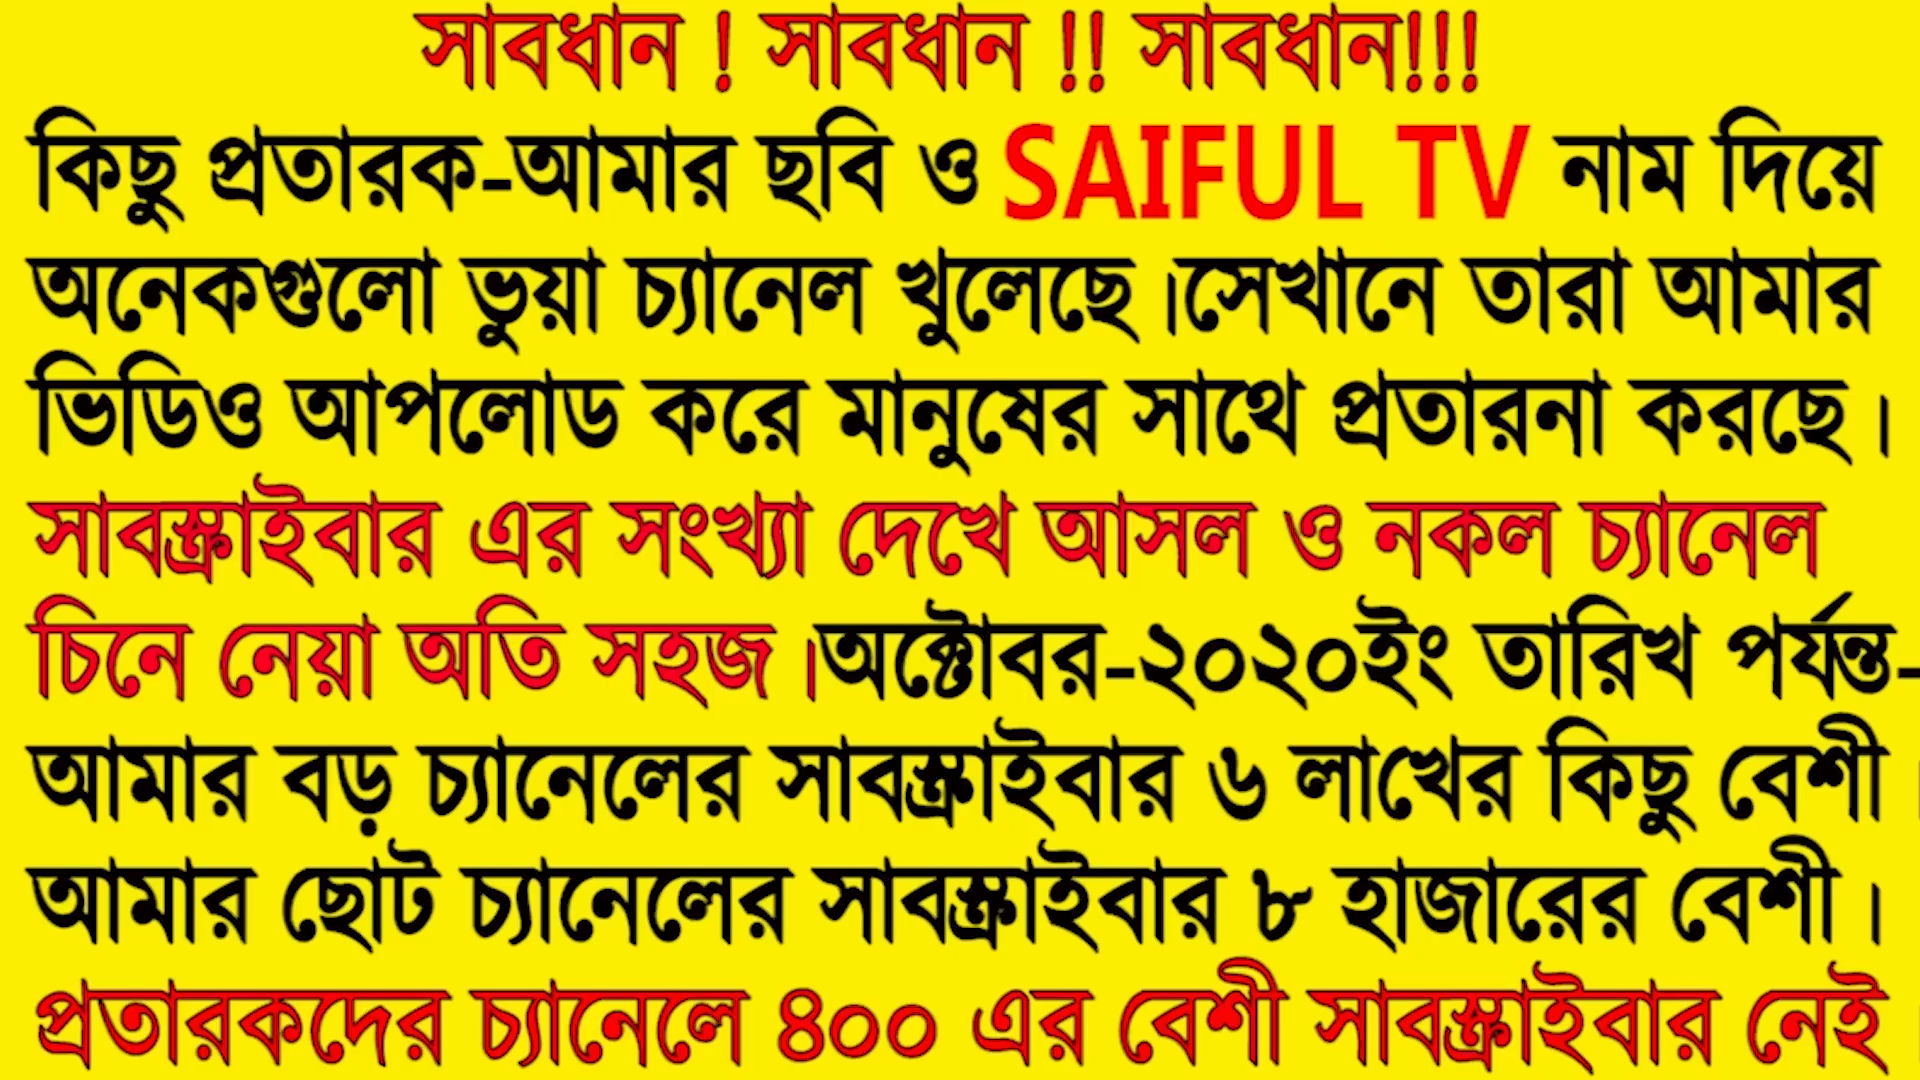 সাবধান ! সাবধান !! সাবধান!!!
কিছু প্রতারক-আমার ছবি ও SAIFUL TV নাম দিয়ে
অনেকগুলো ভুয়া চ্যানেল খুলেছে।সেখানে তারা আমার
ভিডিও আপলোড করে মানুষের সাথে প্রতারনা করছে।
সাবস্ক্রাইবার এর সংখ্যা দেখে আসল ও নকল চ্যানেল
চিনে নেয়া অতি সহজ।অক্টোবর-২০২০ইং তারিখ পর্যন্ত-
আমার বড় চ্যানেলের সাবস্ক্রাইবার ৬ লাখের কিছু বেশী।
আমার ছোট চ্যানেলের সাবস্ক্রাইবার ৮ হাজারের বেশী।
প্রতারকদের চ্যানেলে ৪০০ এর বেশী সাবস্ক্রাইবার নেই